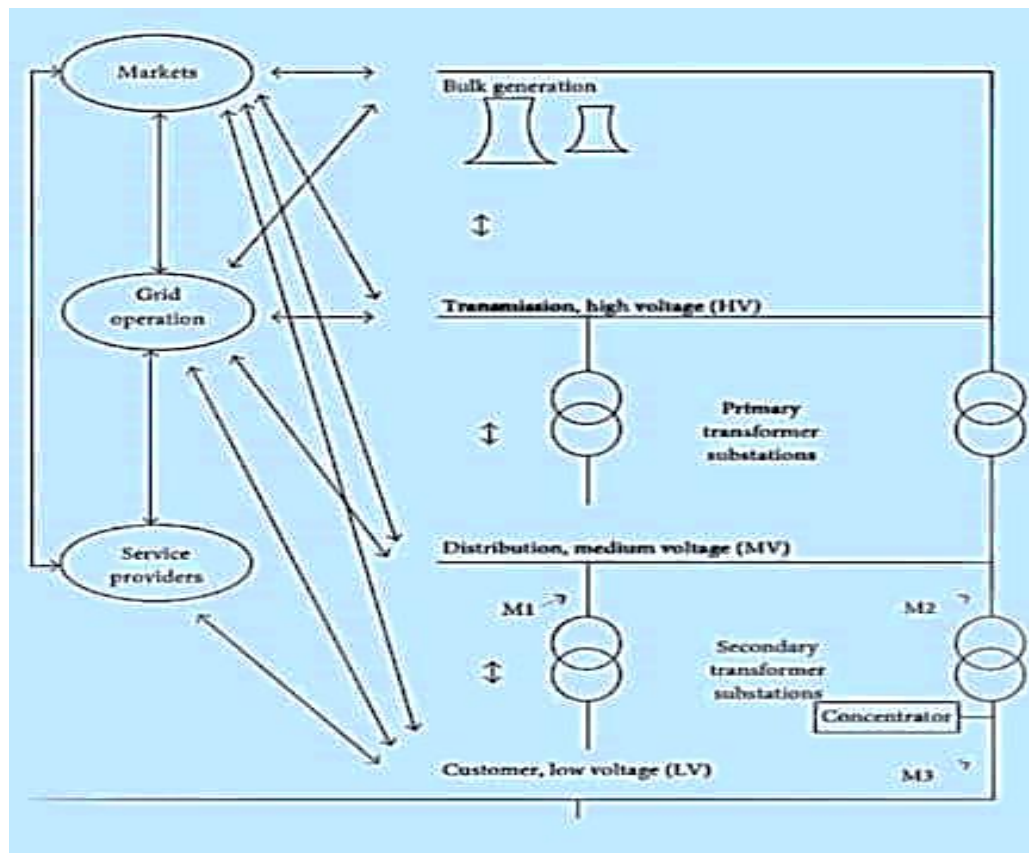 Markets
Bulk generation
Grid
operation
Transmission, high voltage (HV)
Primary
transformer
substations
Service
providers
Distribution, medium voltage (MV)
M1
M2
Secondary
transformer
substations
Concentrator
Customer, low voltage (LV)
M3